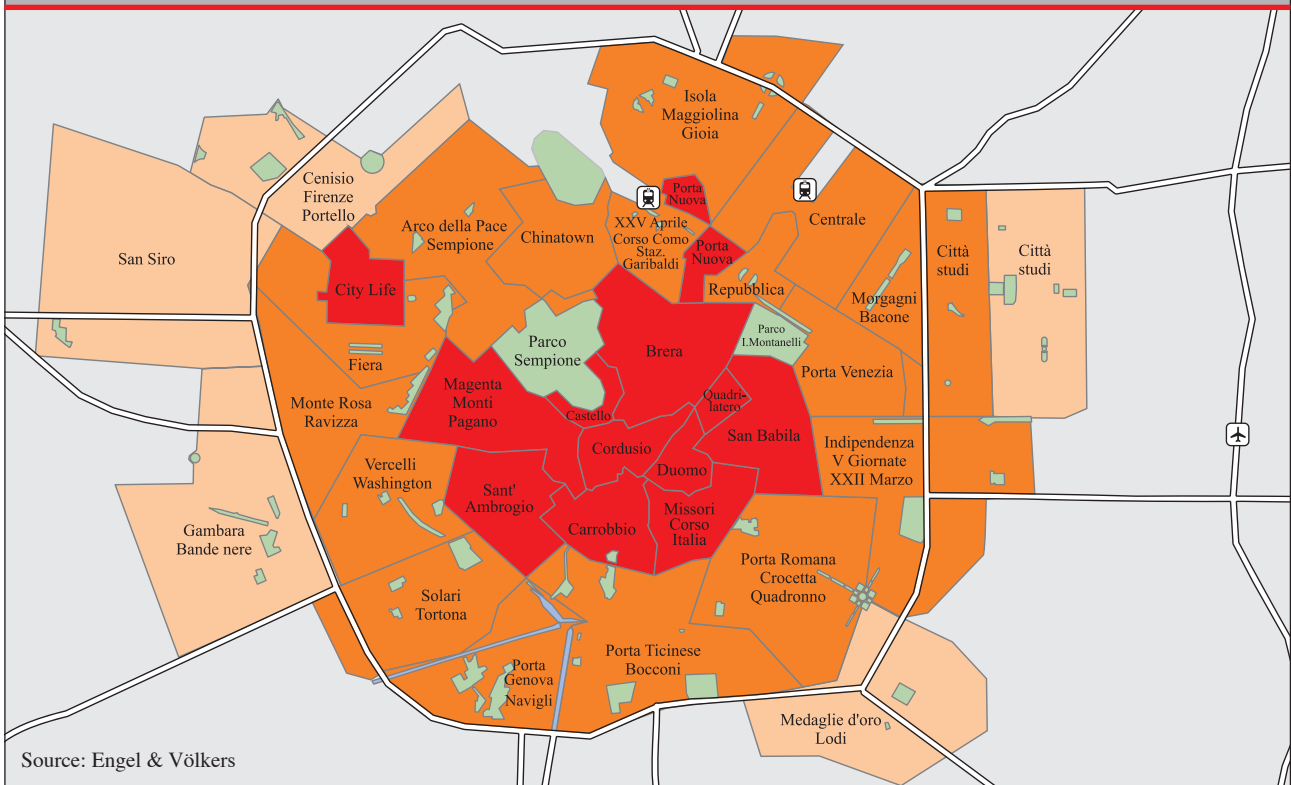 Isola
Maggiolina
Gioia
Porta
Nuova
Cenisio
Firenze
Portello
Arco della Pace
Sempione
Chinatown
XXV Aprile
Corso Como
Staz.
Garibaldi
Porta
Nuova
Centrale
Città
studi
Città
studi
San Siro
City Life
Repubblica
Morgagni
Bacone
Parco
Sempione
Brera
Parco
I.Montanelli
Fiera
Porta Venezia
Magenta
Monti
Pagano
Monte Rosa
Ravizza
Castello
Quadri-
latero
San Babila
Cordusio
Duomo
Indipendenza
V Giornate
XXII Marzo
Vercelli
Washington
Sant'
Ambrogio
Carrobbio
Missori
Corso
Italia
Gambara
Bande nere
Porta Romana
Crocetta
Quadronno
Solari
Tortona
Porta Ticinese
Bocconi
Porta
Genova
Navigli
Medaglie d'oro
Lodi
Source: Engel & Völkers